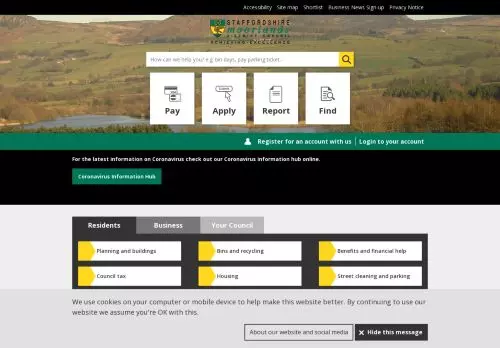 Accessibility Site map Shortlist Business News Sign up Privacy Notice
STAFFORDSHIRE
moorlands
DISTRICT COUNCIL
ACHIEVING EXCELLENCE
How can we help you? e.g. bin days, pay parking ticket...
Pay Apply Report Find
Register for an account with us Login to your account
For the latest information on Coronavirus check out our Coronavirus information hub online.
Coronavirus Information Hub
Residents Business Your Council
Planning and buildings Bins and recycling Benefits and financial help
Council tax Housing Street cleaning and parking
We use cookies on your computer or mobile device to help make this website better. By continuing to use our
website we assume you're OK with this.
About our website and social media × Hide this message